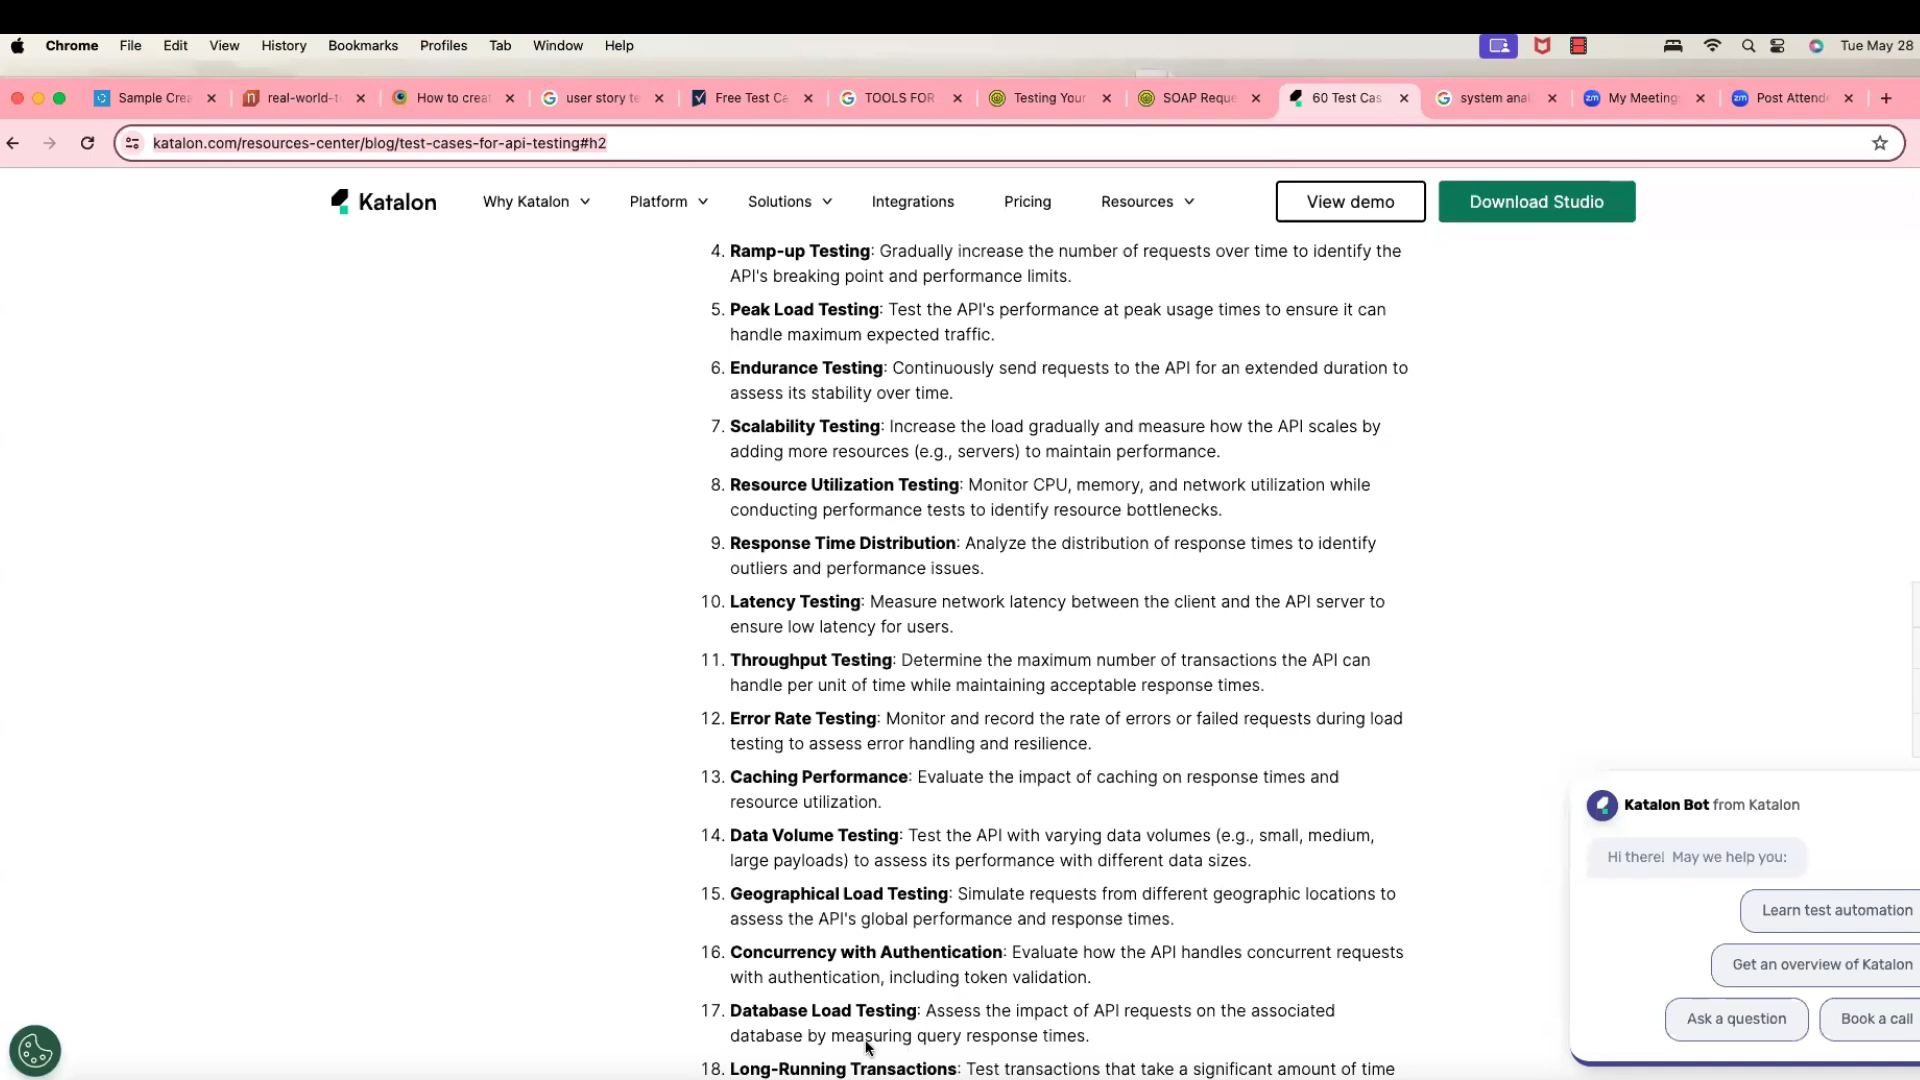 Chrome File Edit View History Bookmarks Profiles Tab Window Help Tue May 28
Sample Crea real-world-t How to creat user story te Free Test Ca TOOLS FOR Testing Your SOAP Reque 60 Test Cas system anal My Meeting Post Attende
katalon.com/resources-center/blog/test-cases-for-api-testing#h2
Katalon Why Katalon Platform Solutions Integrations Pricing Resources View demo Download Studio
4. Ramp-up Testing: Gradually increase the number of requests over time to identify the
API's breaking point and performance limits.
5. Peak Load Testing: Test the API's performance at peak usage times to ensure it can
handle maximum expected traffic.
6. Endurance Testing: Continuously send requests to the API for an extended duration to
assess its stability over time.
7. Scalability Testing: Increase the load gradually and measure how the API scales by
adding more resources (e.g., servers) to maintain performance.
8. Resource Utilization Testing: Monitor CPU, memory, and network utilization while
conducting performance tests to identify resource bottlenecks.
9. Response Time Distribution: Analyze the distribution of response times to identify
outliers and performance issues.
10. Latency Testing: Measure network latency between the client and the API server to
ensure low latency for users.
11. Throughput Testing: Determine the maximum number of transactions the API can
handle per unit of time while maintaining acceptable response times.
12. Error Rate Testing: Monitor and record the rate of errors or failed requests during load
testing to assess error handling and resilience.
13. Caching Performance: Evaluate the impact of caching on response times and
resource utilization.
14. Data Volume Testing: Test the API with varying data volumes (e.g., small, medium,
large payloads) to assess its performance with different data sizes.
15. Geographical Load Testing: Simulate requests from different geographic locations to
assess the API's global performance and response times.
16. Concurrency with Authentication: Evaluate how the API handles concurrent requests
with authentication, including token validation.
17. Database Load Testing: Assess the impact of API requests on the associated
database by measuring query response times.
18. Long-Running Transactions: Test transactions that take a significant amount of time
Katalon Bot from Katalon
Hi there! May we help you:
Learn test automation
Get an overview of Katalon
Ask a question Book a call